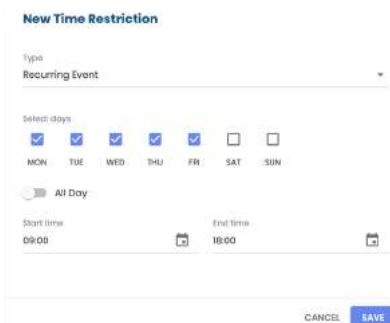 New Time Restriction
Type
Recurring Event
Select days
MON TUE WED THU FRI SAT SUN
All Day
Start time End time
09:00 18:00
CANCEL SAVE